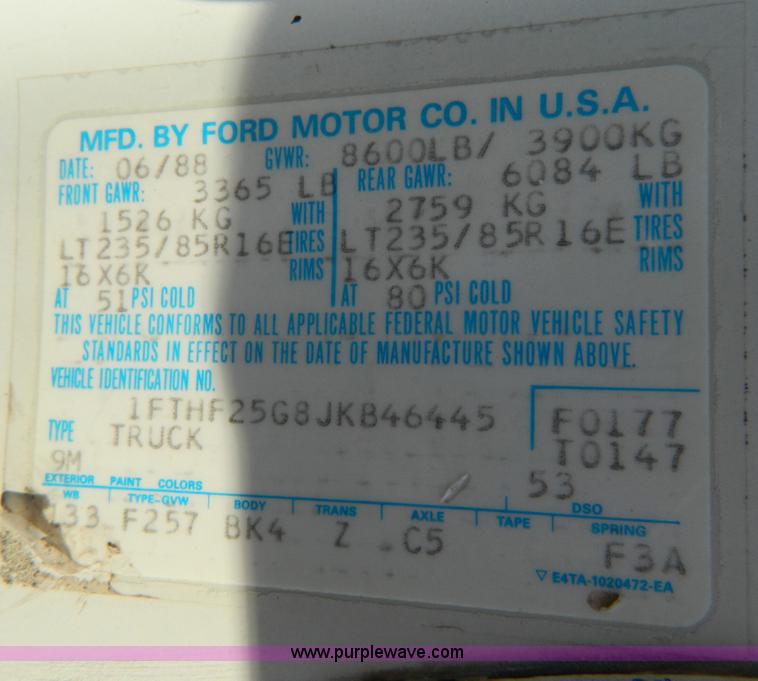 MFD. BY FORD MOTOR CO. IN U.S.A.
DATE: 06/88 GVWR: 8600LB/ 3900KG
FRONT GAWR: 3365 LB REAR GAWR: 6084 LB
1526 KG WITH 2759 KG WITH
LT235/85R16E TIRES LT235/85R16E TIRES
16X6K RIMS 16X6K RIMS
AT 51 PSI COLD AT 80 PSI COLD
THIS VEHICLE CONFORMS TO ALL APPLICABLE FEDERAL MOTOR VEHICLE SAFETY
STANDARDS IN EFFECT ON THE DATE OF MANUFACTURE SHOWN ABOVE.
VEHICLE IDENTIFICATION NO.
1FTHF25G8JKB46445 F0177
TYPE TRUCK T0147
9M 53
EXTERIOR PAINT COLORS DSO
WB TYPE-GVW BODY TRANS AXLE TAPE SPRING
133 F257 BK4 Z C5 F3A
▽ E4TA-1020472-EA
www.purplewave.com